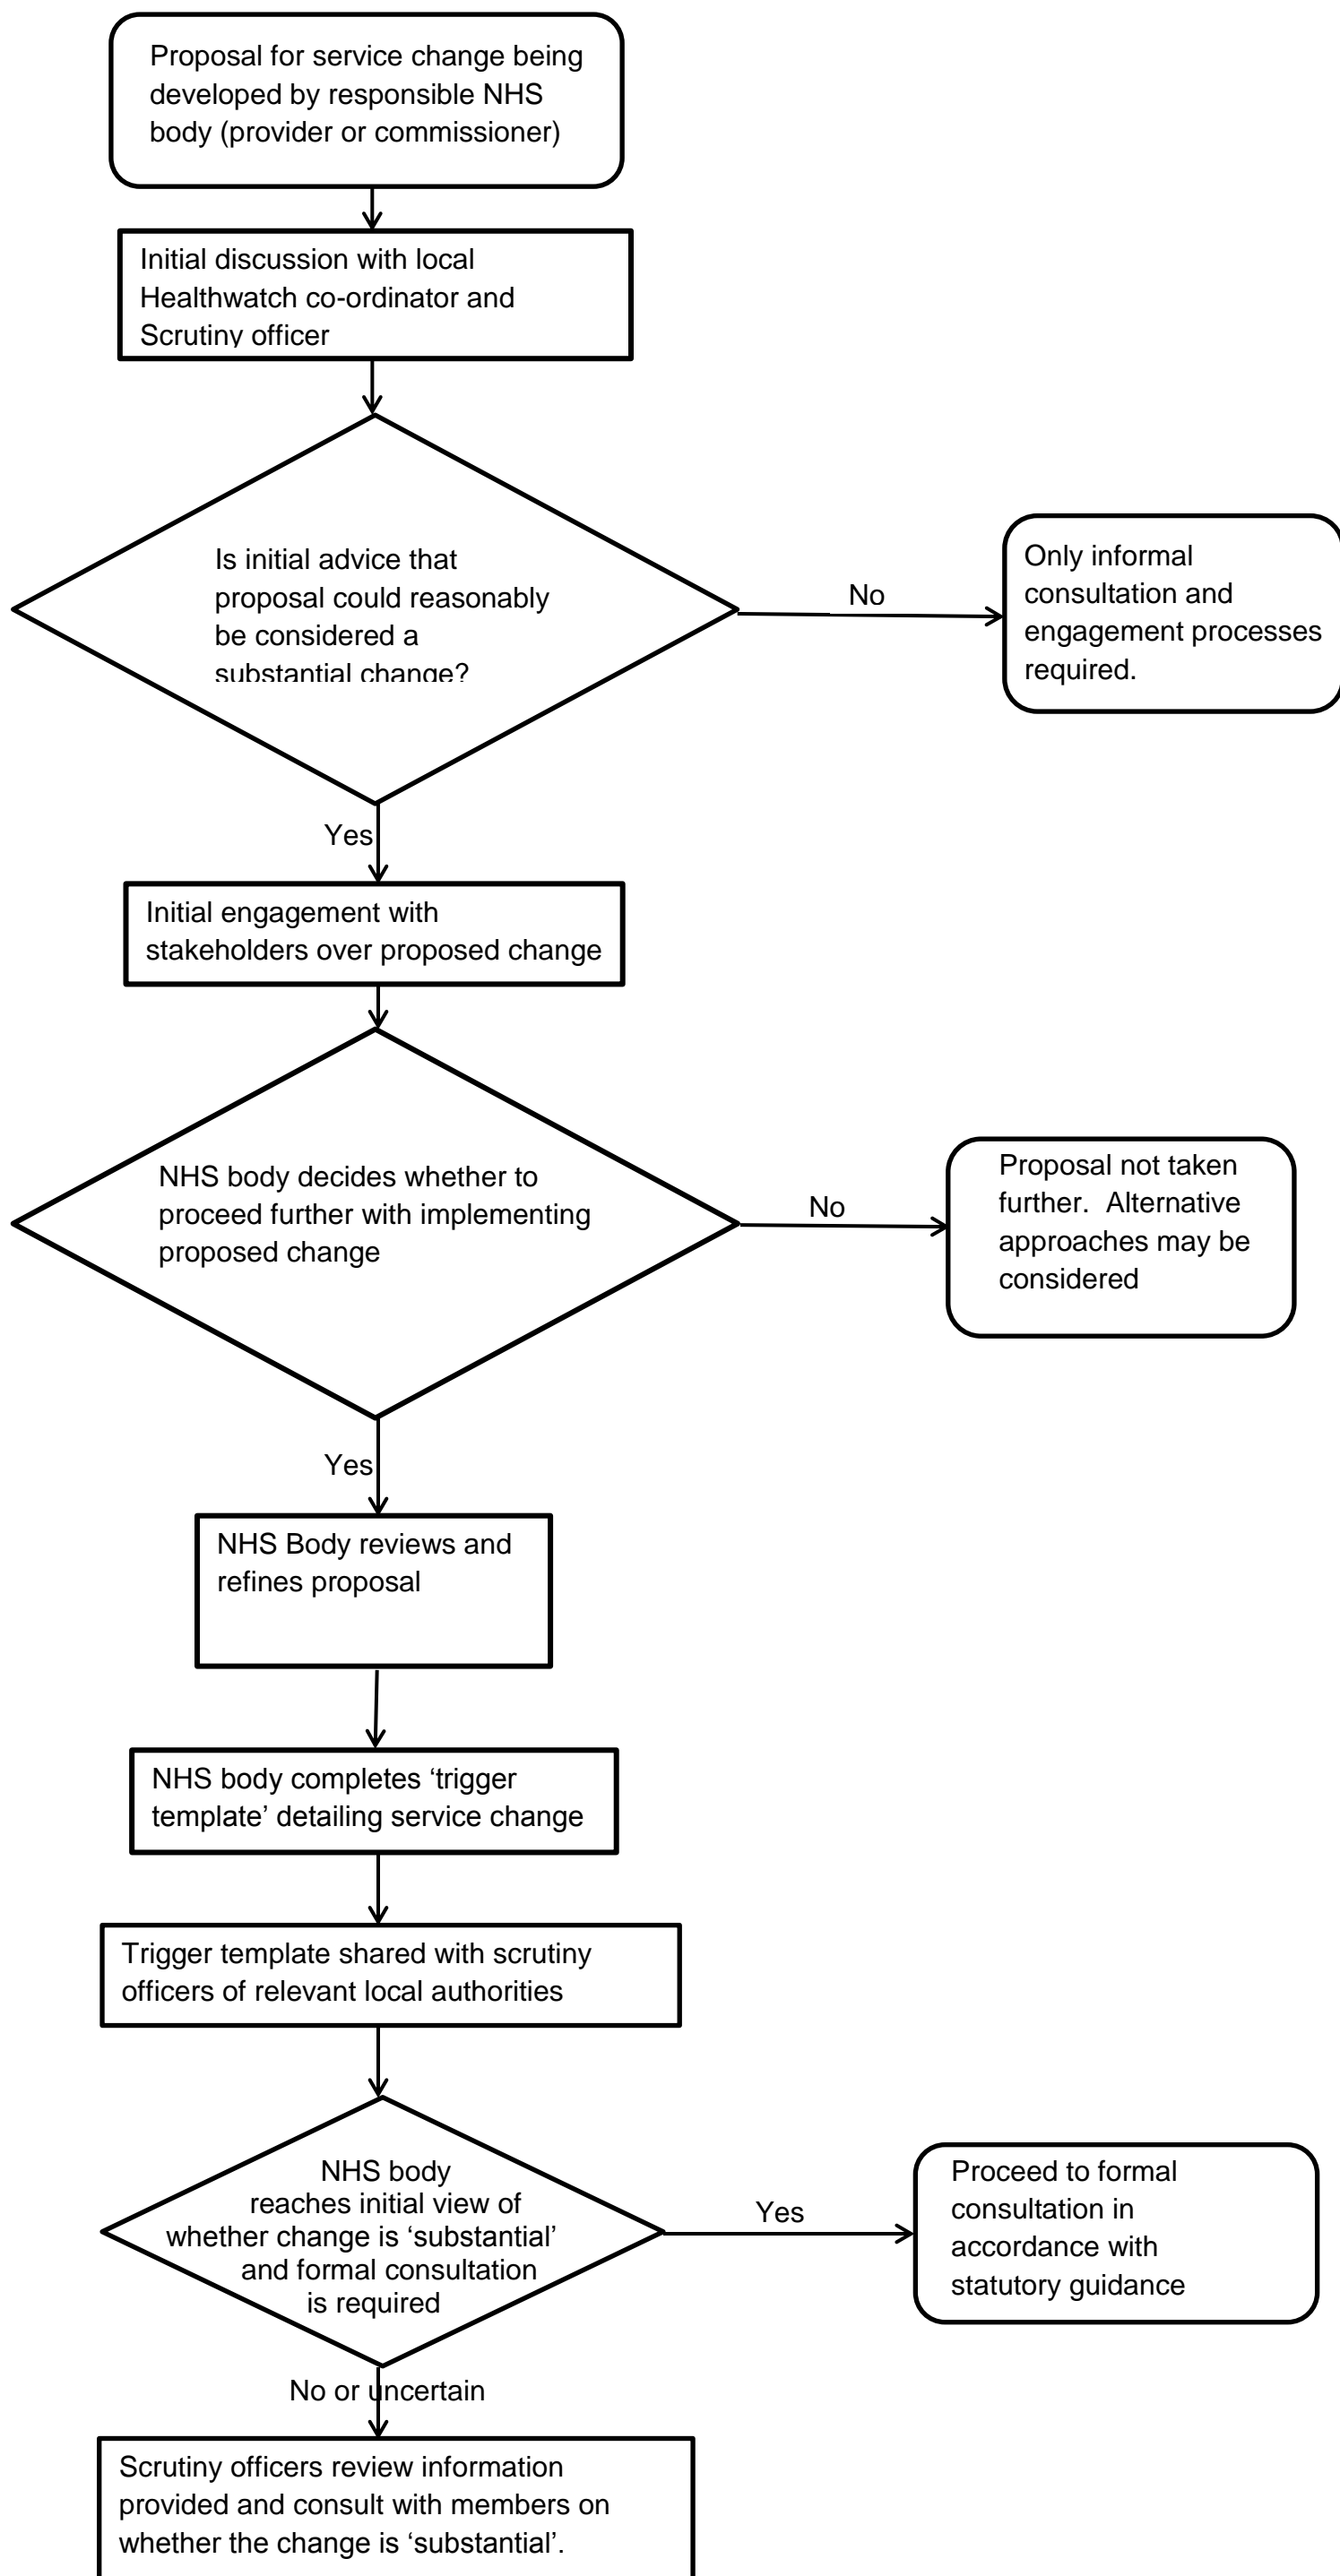 Proposal for service change being
developed by responsible NHS
body (provider or commissioner)
Initial discussion with local
Healthwatch co-ordinator and
Scrutiny officer
Is initial advice that
proposal could reasonably
be considered a
substantial change?
No
Only informal
consultation and
engagement processes
required.
Yes
Initial engagement with
stakeholders over proposed change
NHS body decides whether to
proceed further with implementing
proposed change
No
Proposal not taken
further.  Alternative
approaches may be
considered
Yes
NHS Body reviews and
refines proposal
NHS body completes ‘trigger
template’ detailing service change
Trigger template shared with scrutiny
officers of relevant local authorities
NHS body
reaches initial view of
whether change is ‘substantial’
and formal consultation
is required
Yes
Proceed to formal
consultation in
accordance with
statutory guidance
No or uncertain
Scrutiny officers review information
provided and consult with members on
whether the change is ‘substantial’.